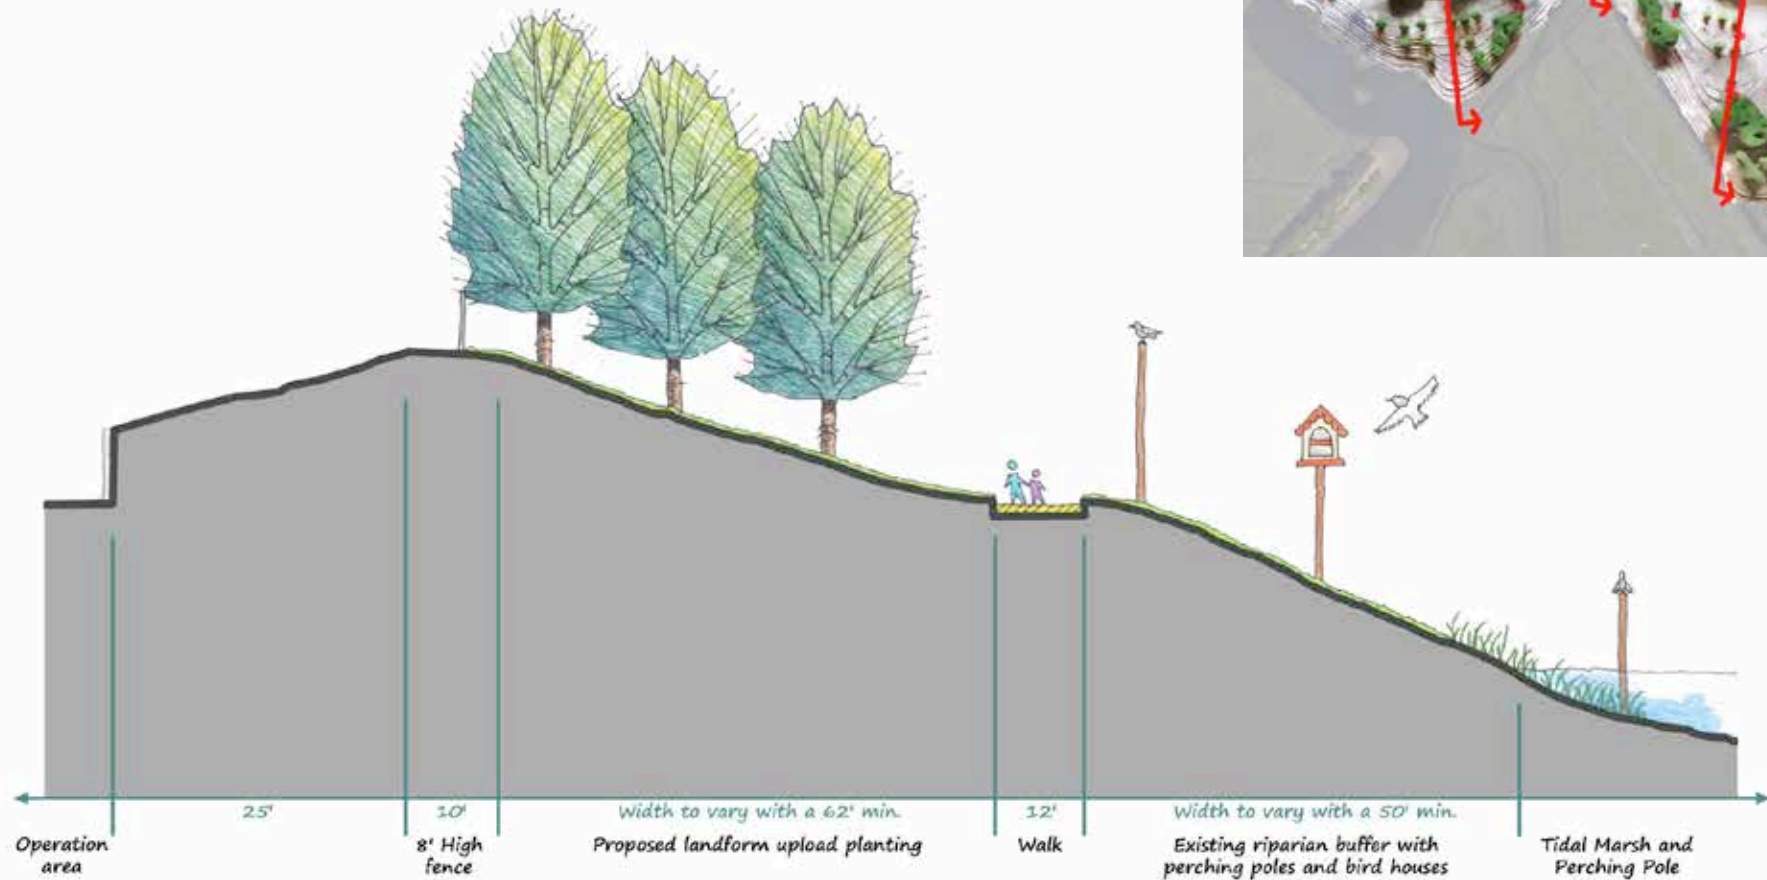 25'
10'
Width to vary with a 62' min.
12'
Width to vary with a 50' min.
Operation
area
8' High
fence
Proposed landform upload planting
Walk
Existing riparian buffer with
perching poles and bird houses
Tidal Marsh and
Perching Pole